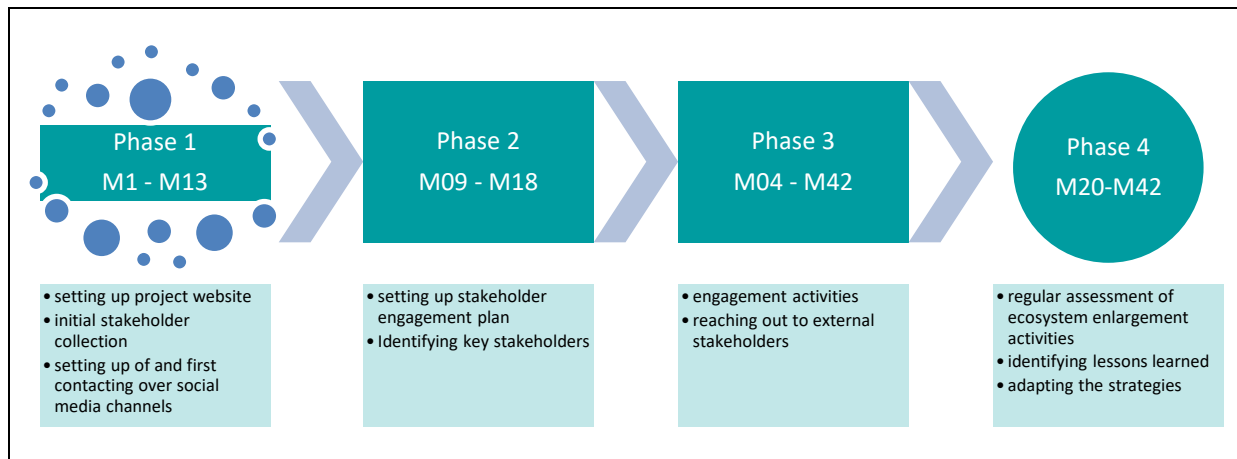 Phase 1
M1 - M13
Phase 2
M09 - M18
Phase 3
M04 - M42
Phase 4
M20-M42
• setting up project website
• initial stakeholder
collection
• setting up of and first
contacting over social
media channels
• setting up stakeholder
engagement plan
• Identifying key stakeholders
• engagement activities
• reaching out to external
stakeholders
• regular assessment of
ecosystem enlargement
activities
• identifying lessons learned
• adapting the strategies